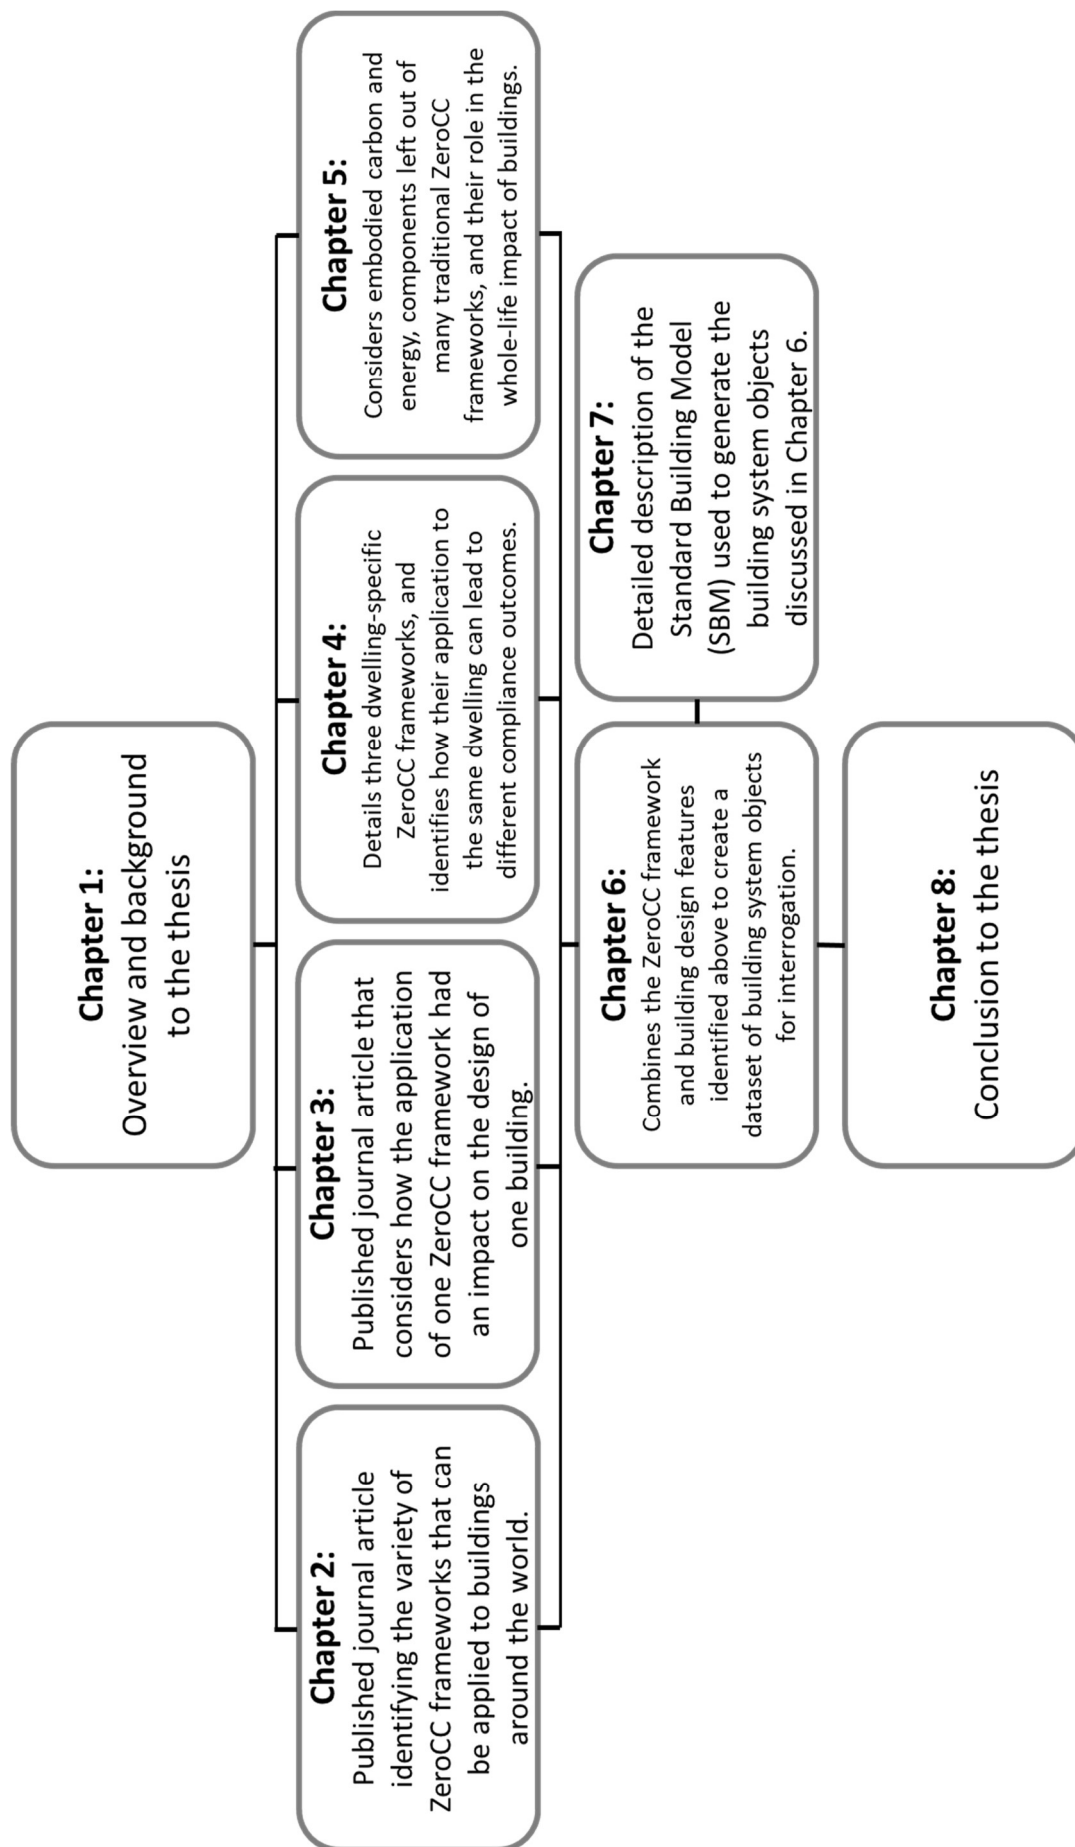 Chapter 1:
Overview and background
to the thesis
Chapter 2:
Published journal article
identifying the variety of
ZeroCC frameworks that can
be applied to buildings
around the world.
Chapter 3:
Published journal article that
considers how the application
of one ZeroCC framework had
an impact on the design of
one building.
Chapter 4:
Details three dwelling-specific
ZeroCC frameworks, and
identifies how their application to
the same dwelling can lead to
different compliance outcomes.
Chapter 5:
Considers embodied carbon and
energy, components left out of
many traditional ZeroCC
frameworks, and their role in the
whole-life impact of buildings.
Chapter 6:
Combines the ZeroCC framework
and building design features
identified above to create a
dataset of building system objects
for interrogation.
Chapter 7:
Detailed description of the
Standard Building Model
(SBM) used to generate the
building system objects
discussed in Chapter 6.
Chapter 8:
Conclusion to the thesis